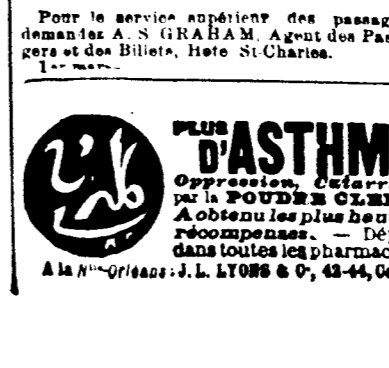 Pour le service supérieur des passag
demandez A. S GRAHAM, Agent des Pas
gers et des Billets, Hote St-Charles.
1er mars
PLUS
D'ASTHM
Oppression, Catarr
par la POUDRE CLE
A obtenu les plus hau
récompenses. — Dé
dans toutes les pharmac
A la Nlle-Orléans: J. L. LYONS & Co, 42-44,